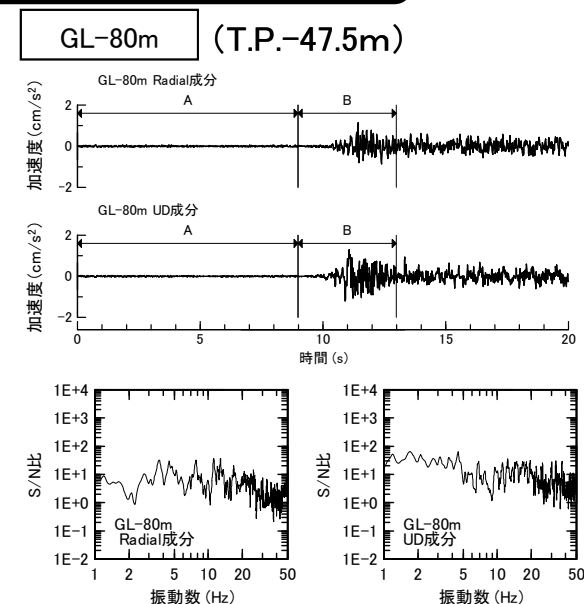 GL-80m (T.P.-47.5m)
GL-80m Radial成分
A B
加速度(cm/s²)
2
0
-2
GL-80m UD成分
A B
加速度(cm/s²)
2
0
-2
0 5 10 15 20
時間(s)
1E+4
1E+3
1E+2
1E+1
1E+0
1E-1
1E-2
S/N比
GL-80m
Radial成分
1 2 5 10 20 50
振動数(Hz)
1E+4
1E+3
1E+2
1E+1
1E+0
1E-1
1E-2
S/N比
GL-80m
UD成分
1 2 5 10 20 50
振動数(Hz)